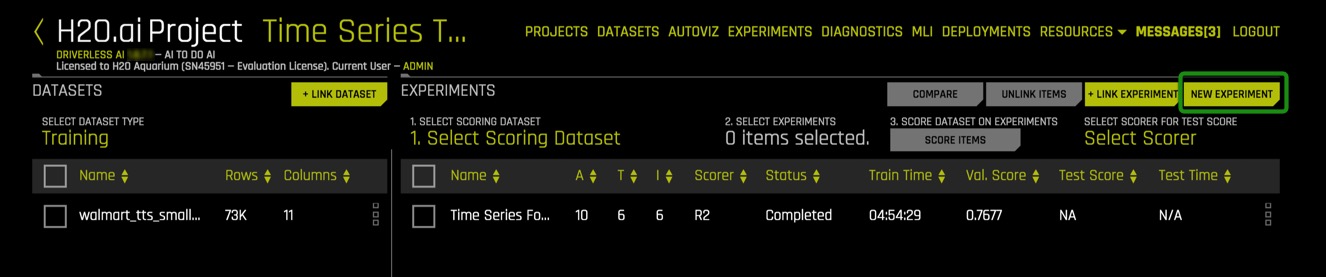 H2O.ai Project Time Series T...
PROJECTS DATASETS AUTOVIZ EXPERIMENTS DIAGNOSTICS MLI DEPLOYMENTS RESOURCES MESSAGES[3] LOGOUT
DRIVERLESS AI — AI TO DO AI
Licensed to H2O Aquarium (SN45951 — Evaluation License). Current User — ADMIN
DATASETS
+ LINK DATASET
SELECT DATASET TYPE
Training
Name Rows Columns
walmart_tts_small... 73K 11
EXPERIMENTS
COMPARE UNLINK ITEMS + LINK EXPERIMENT NEW EXPERIMENT
1. SELECT SCORING DATASET 2. SELECT EXPERIMENTS 3. SCORE DATASET ON EXPERIMENTS SELECT SCORER FOR TEST SCORE
1. Select Scoring Dataset 0 items selected. SCORE ITEMS Select Scorer
Name A T I Scorer Status Train Time Val. Score Test Score Test Time
Time Series Fo... 10 6 6 R2 Completed 04:54:29 0.7677 NA N/A